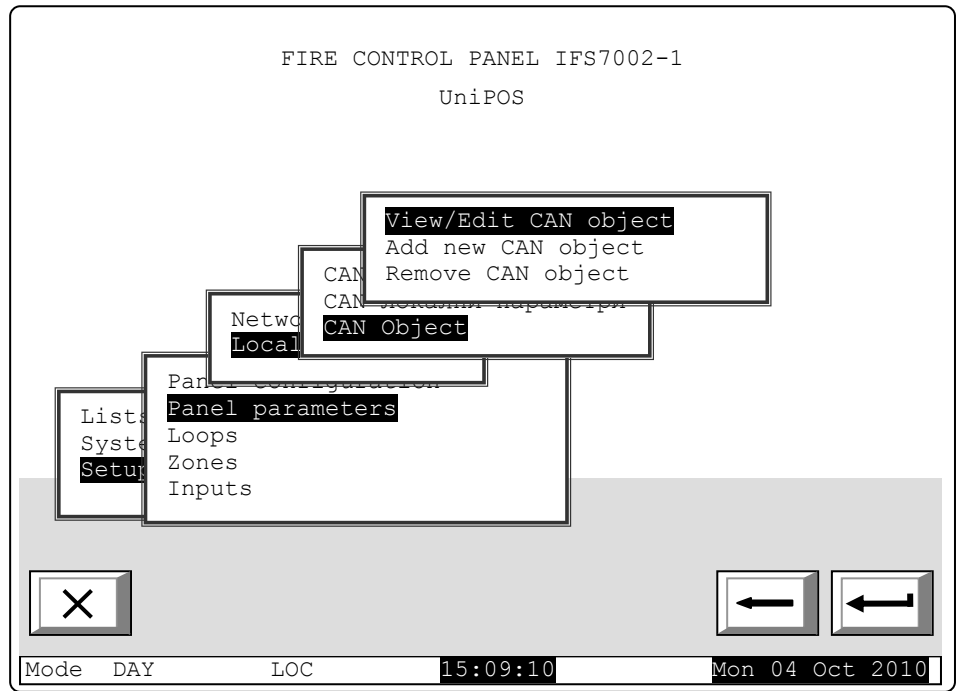 FIRE CONTROL PANEL IFS7002-1
UniPOS
View/Edit CAN object
Add new CAN object
Remove CAN object
CAN
CAN локални параметри
CAN Object
Netwo
Local
Panel Configuration
Panel parameters
Loops
Zones
Inputs
Lists
Syste
Setup
Mode DAY LOC 15:09:10 Mon 04 Oct 2010